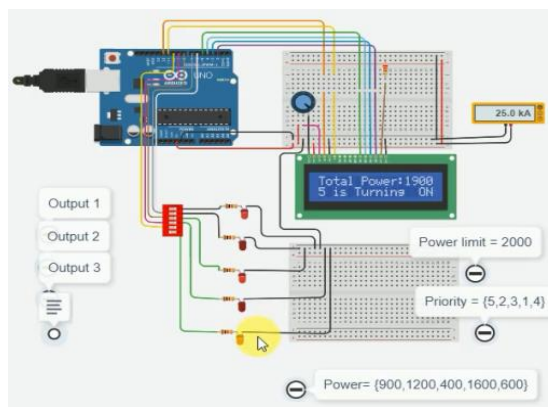 25.0 kA
Total Power:1900
5 is Turning ON
Output 1
Output 2
Output 3
Power limit = 2000
Priority = {5,2,3,1,4}
Power= {900,1200,400,1600,600}